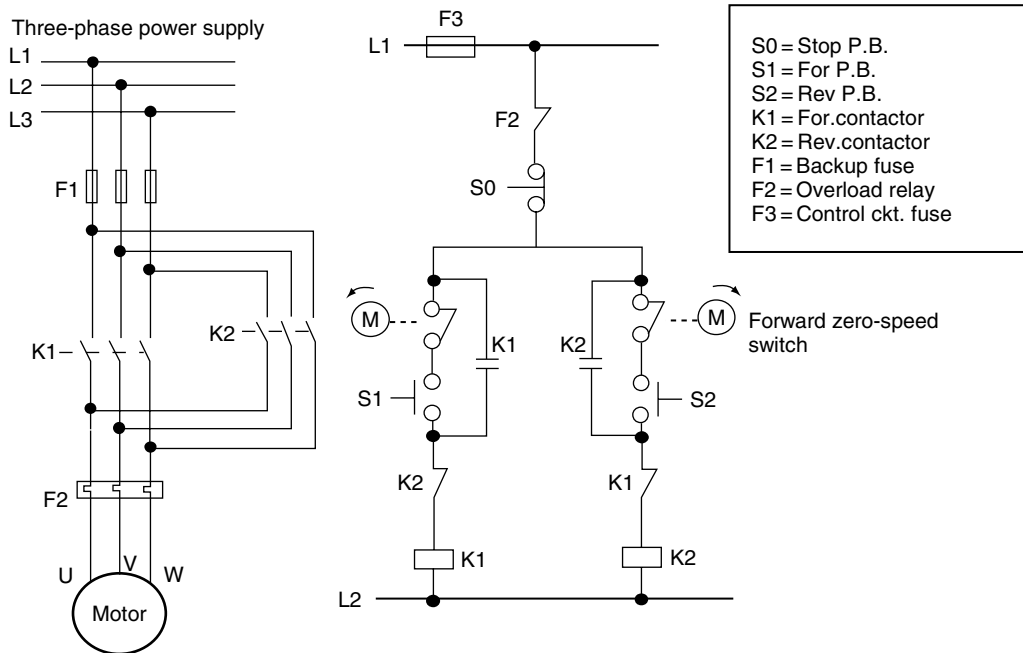 Three-phase power supply
L1
L2
L3
F1
K1
K2
F2
U
V
W
Motor
L1
F3
F2
S0
M
K1
S1
K2
K1
K2
M
Forward zero-speed
switch
S2
K1
K2
L2
S0 = Stop P.B.
S1 = For P.B.
S2 = Rev P.B.
K1 = For.contactor
K2 = Rev.contactor
F1 = Backup fuse
F2 = Overload relay
F3 = Control ckt. fuse